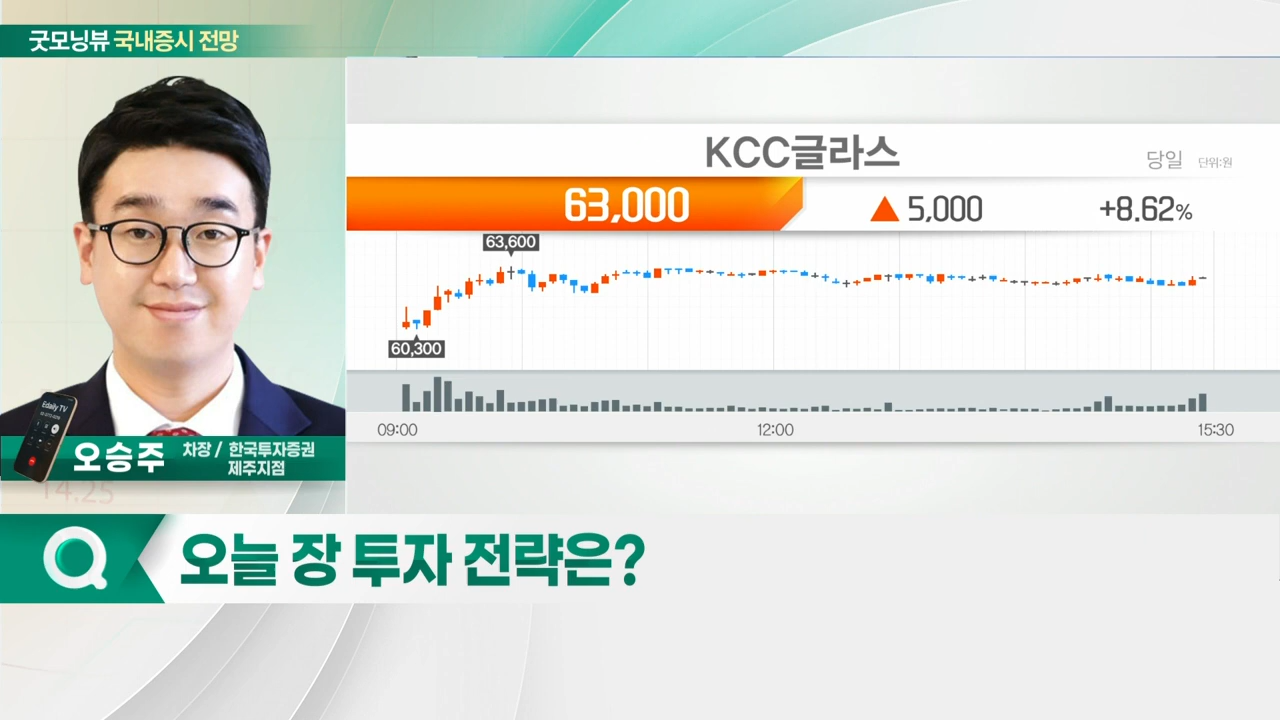 굿모닝뷰 국내증시 전망
KCC글라스
당일 단위:원
63,000 ▲ 5,000 +8.62%
63,600
60,300
09:00 12:00 15:30
Edaily TV
오승주 차장 / 한국투자증권
제주지점
14.25
Q 오늘 장 투자 전략은?